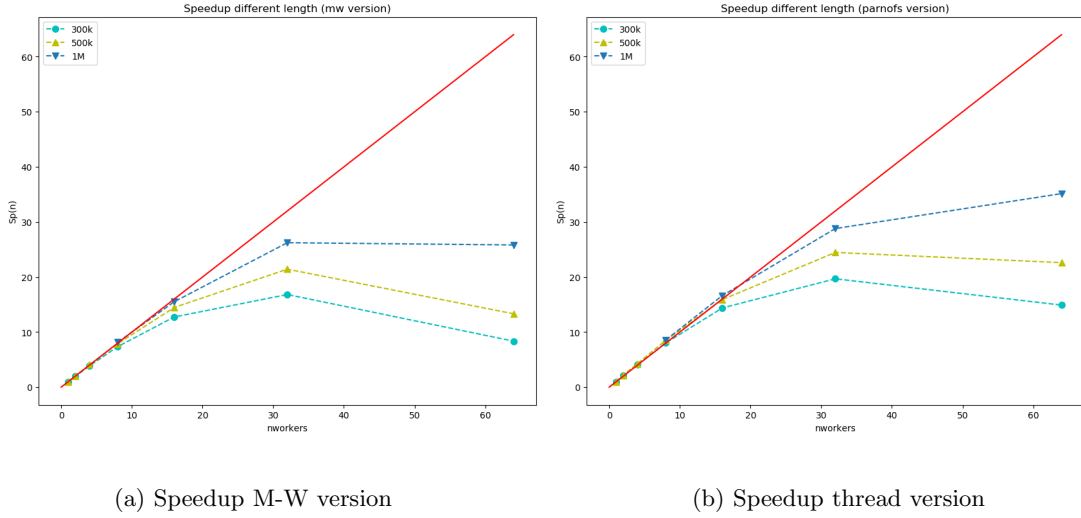 Speedup different length (mw version)
300k
500k
1M
Sp(n)
60
50
40
30
20
10
0
0 10 20 30 40 50 60
nworkers
(a) Speedup M-W version
Speedup different length (parnofs version)
300k
500k
1M
Sp(n)
60
50
40
30
20
10
0
0 10 20 30 40 50 60
nworkers
(b) Speedup thread version